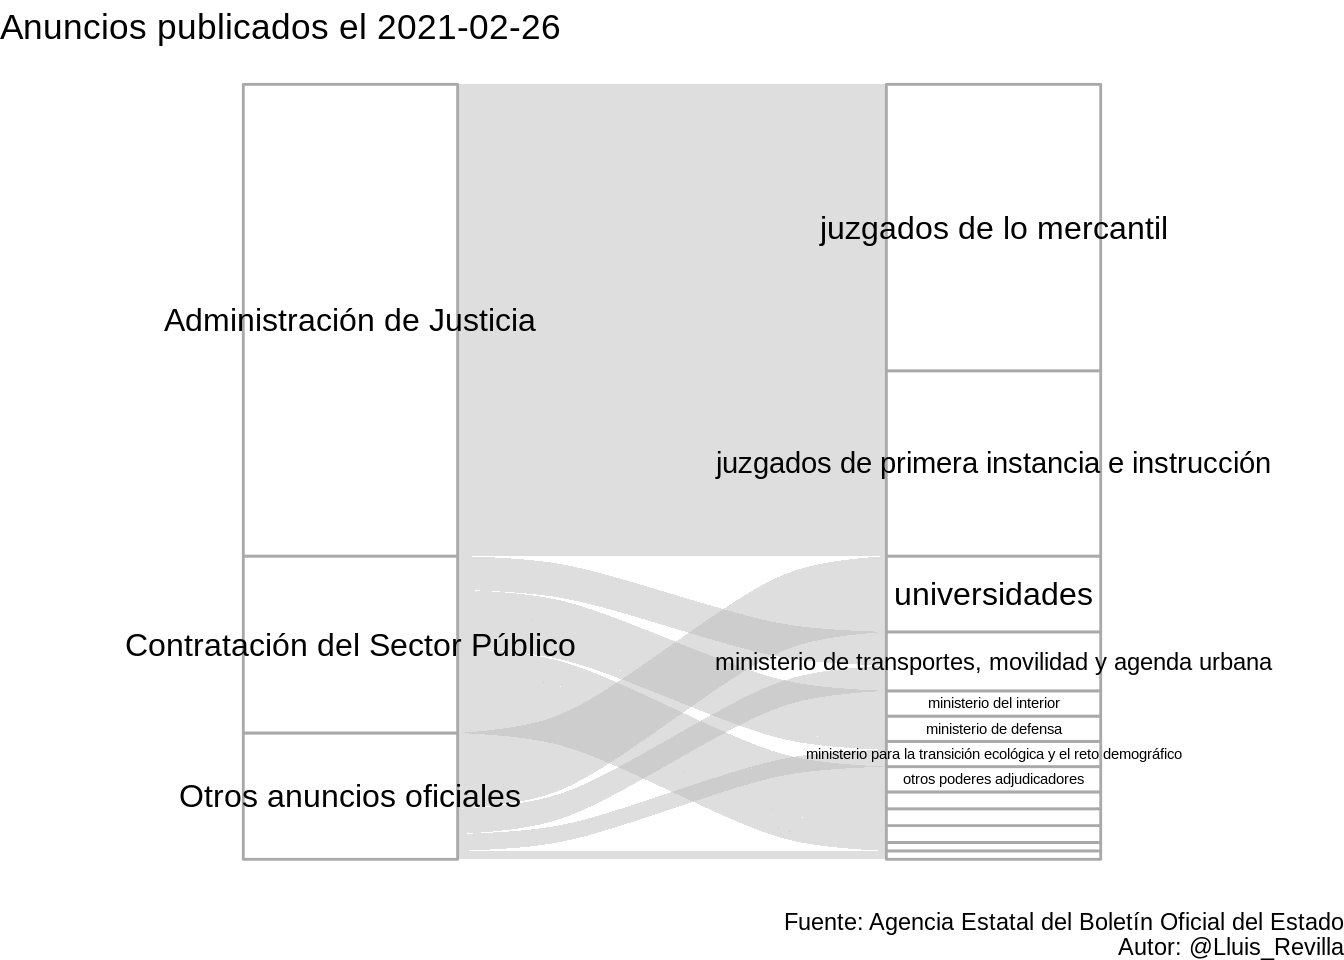 Anuncios publicados el 2021-02-26
juzgados de lo mercantil
Administración de Justicia
juzgados de primera instancia e instrucción
universidades
Contratación del Sector Público
ministerio de transportes, movilidad y agenda urbana
ministerio del interior
ministerio de defensa
ministerio para la transición ecológica y el reto demográfico
otros poderes adjudicadores
Otros anuncios oficiales
Fuente: Agencia Estatal del Boletín Oficial del Estado
Autor: @Lluis_Revilla